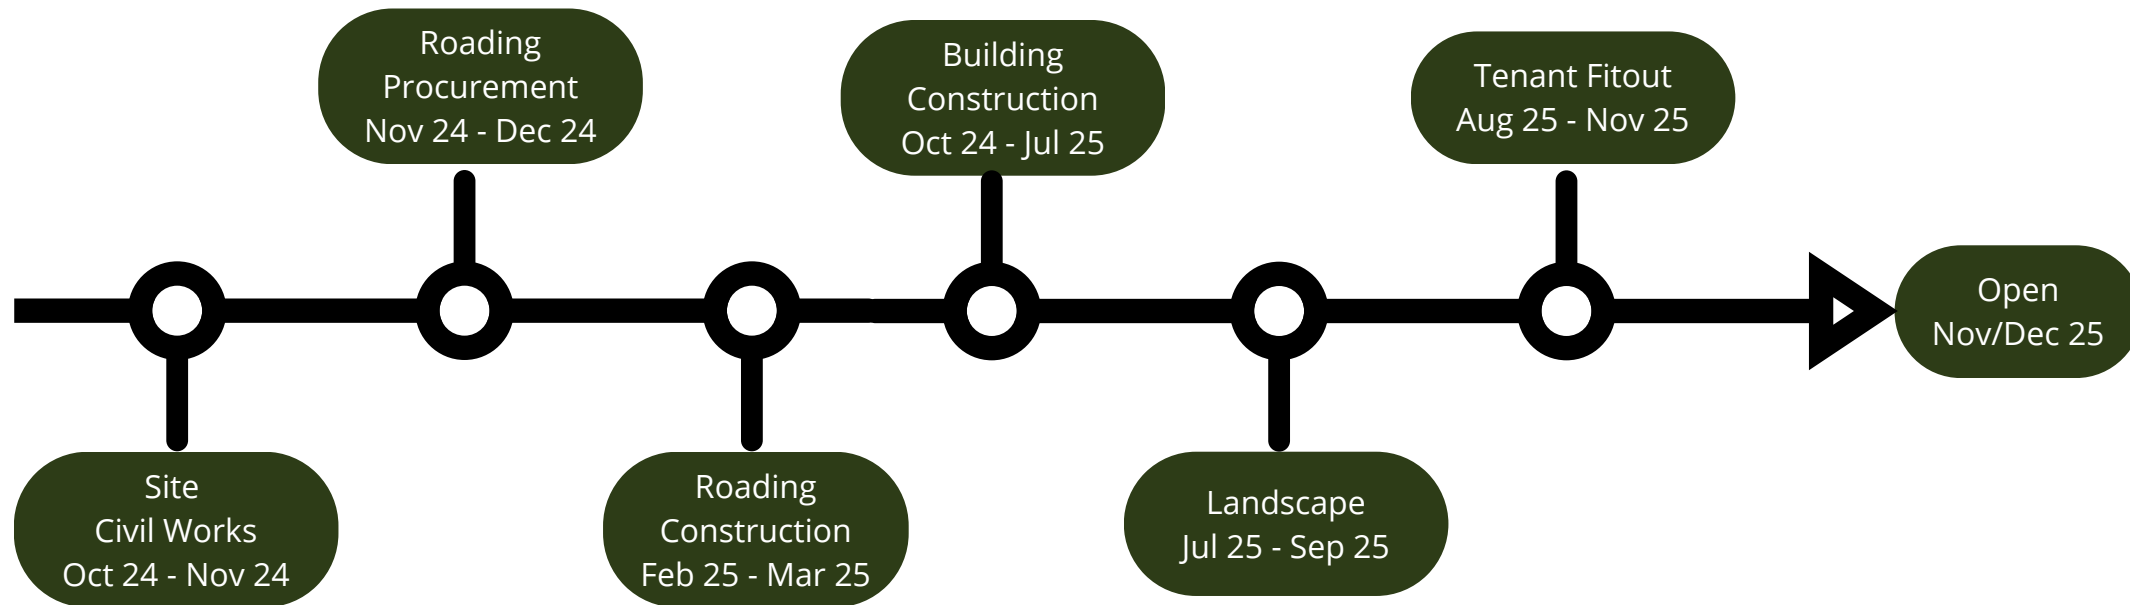 Roading
Procurement
Nov 24 - Dec 24
Building
Construction
Oct 24 - Jul 25
Tenant Fitout
Aug 25 - Nov 25
Open
Nov/Dec 25
Site
Civil Works
Oct 24 - Nov 24
Roading
Construction
Feb 25 - Mar 25
Landscape
Jul 25 - Sep 25